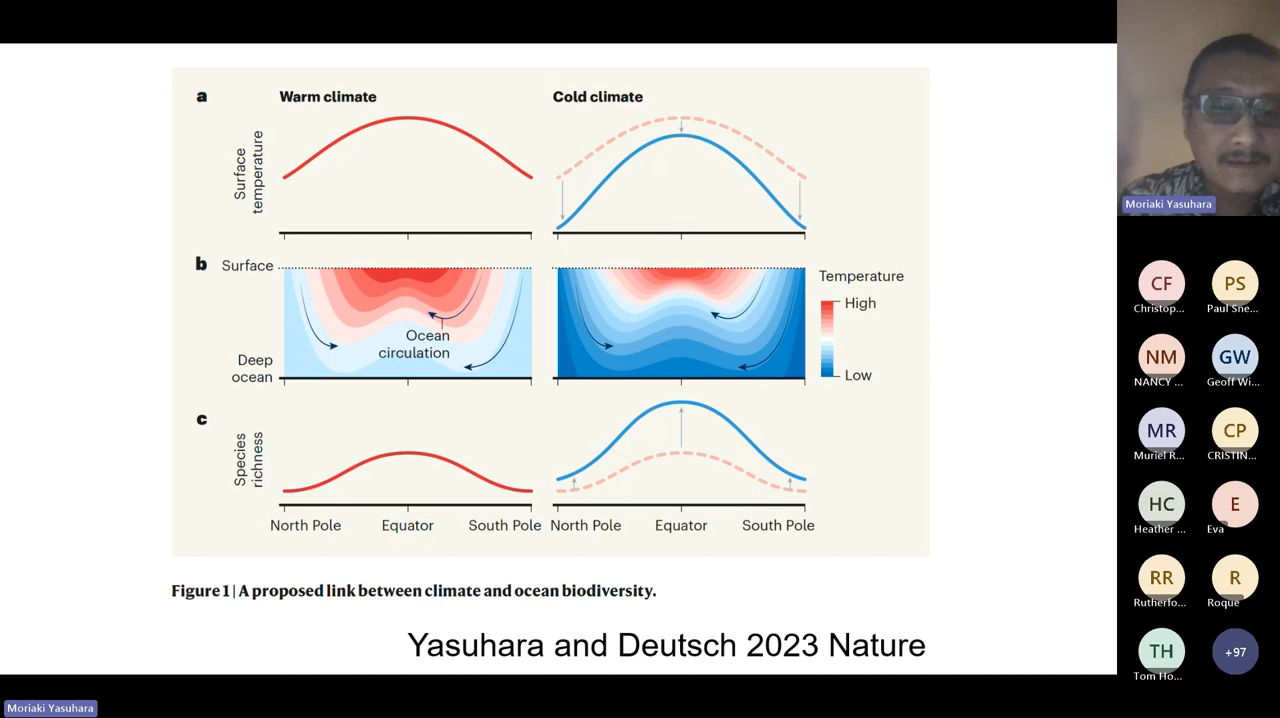 a
Warm climate
Cold climate
Surface
temperature
b
Surface
Deep
ocean
Ocean
circulation
Temperature
High
Low
c
Species
richness
North Pole
Equator
South Pole
North Pole
Equator
South Pole
Figure 1 | A proposed link between climate and ocean biodiversity.
Yasuhara and Deutsch 2023 Nature
Moriaki Yasuhara
Moriaki Yasuhara
CF
Christop...
PS
Paul Sne...
NM
NANCY ...
GW
Geoff Wi...
MR
Muriel R...
CP
CRISTIN...
HC
Heather ...
E
Eva
RR
Rutherfo...
R
Roque
TH
Tom Ho...
+97